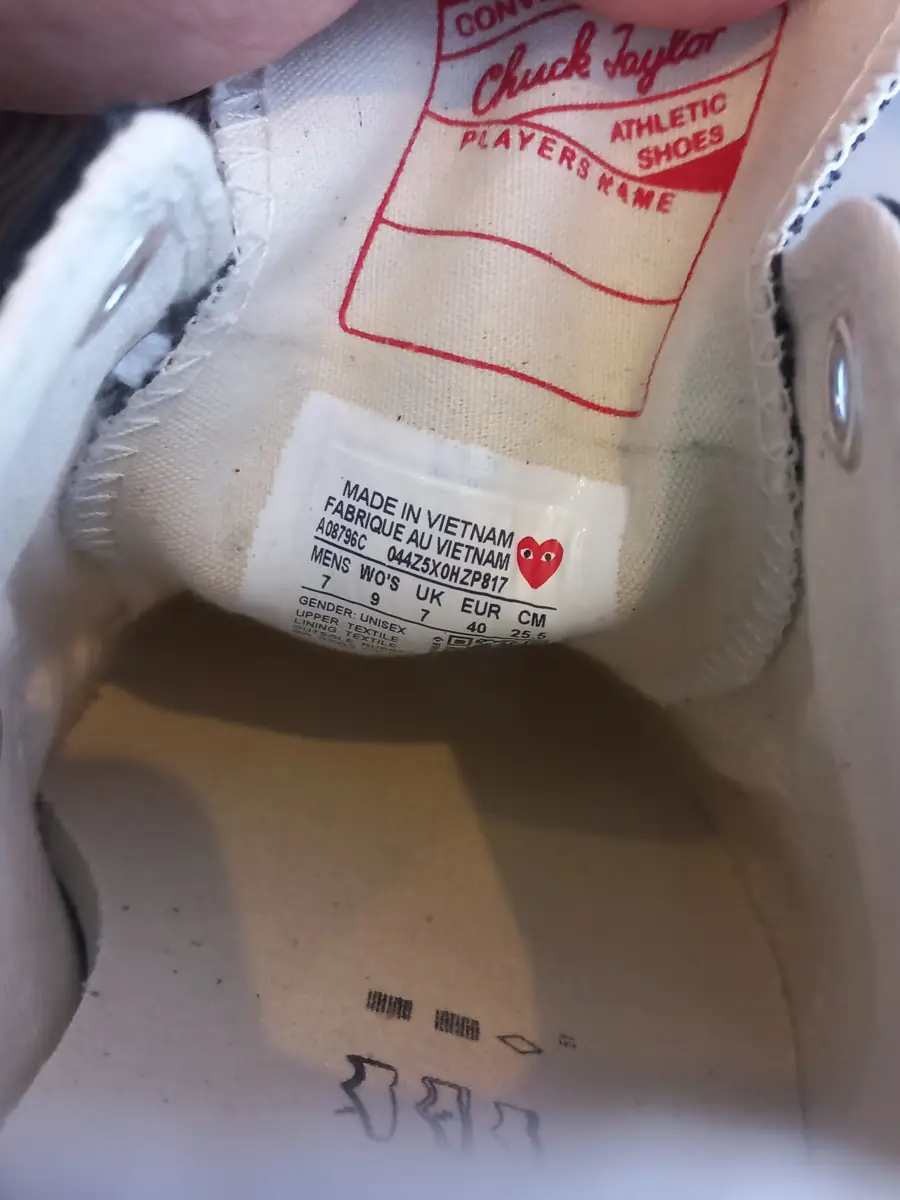 Chuck Taylor
ATHLETIC
SHOES
PLAYERS NAME
MADE IN VIETNAM
FABRIQUE AU VIETNAM
A08796C 044Z5X0HZP817
MENS WO'S UK EUR CM
7 9 7 40 25.5
GENDER: UNISEX
UPPER TEXTILE
LINING TEXTILE